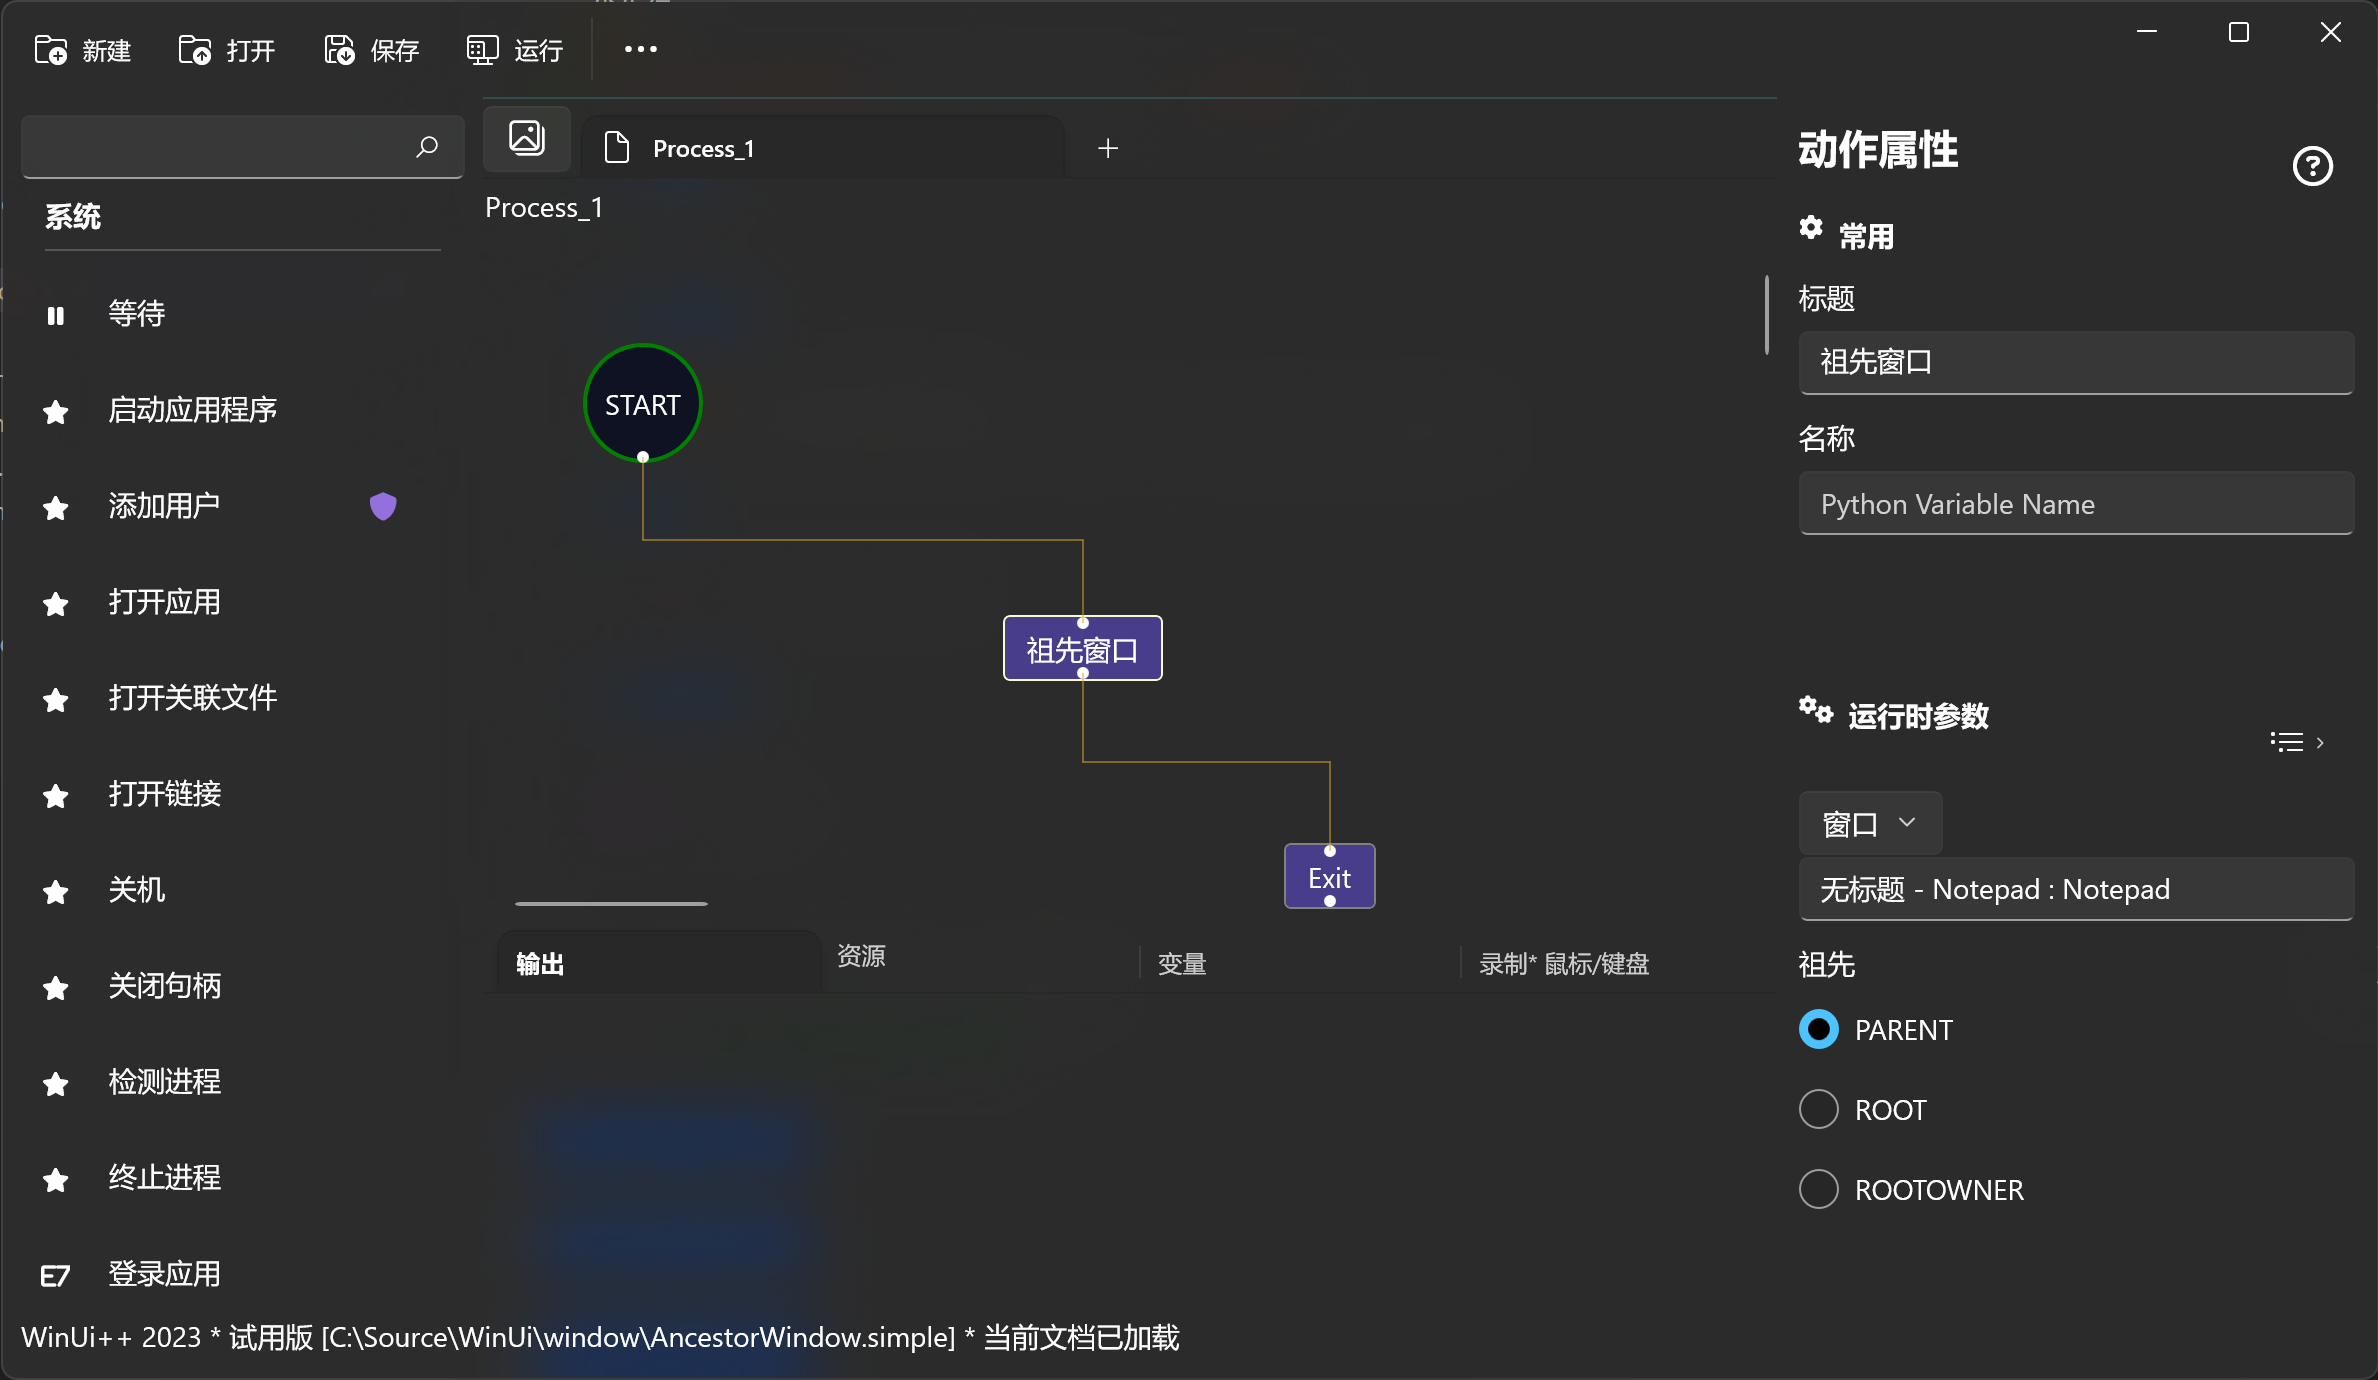 新建
打开
保存
运行
Process_1
Process_1
系统
等待
启动应用程序
添加用户
打开应用
打开关联文件
打开链接
关机
关闭句柄
检测进程
终止进程
登录应用
START
祖先窗口
Exit
输出
资源
变量
录制* 鼠标/键盘
动作属性
常用
标题
祖先窗口
名称
Python Variable Name
运行时参数
窗口
无标题 - Notepad : Notepad
祖先
PARENT
ROOT
ROOTOWNER
WinUi++ 2023 * 试用版 [C:\Source\WinUi\window\AncestorWindow.simple] * 当前文档已加载